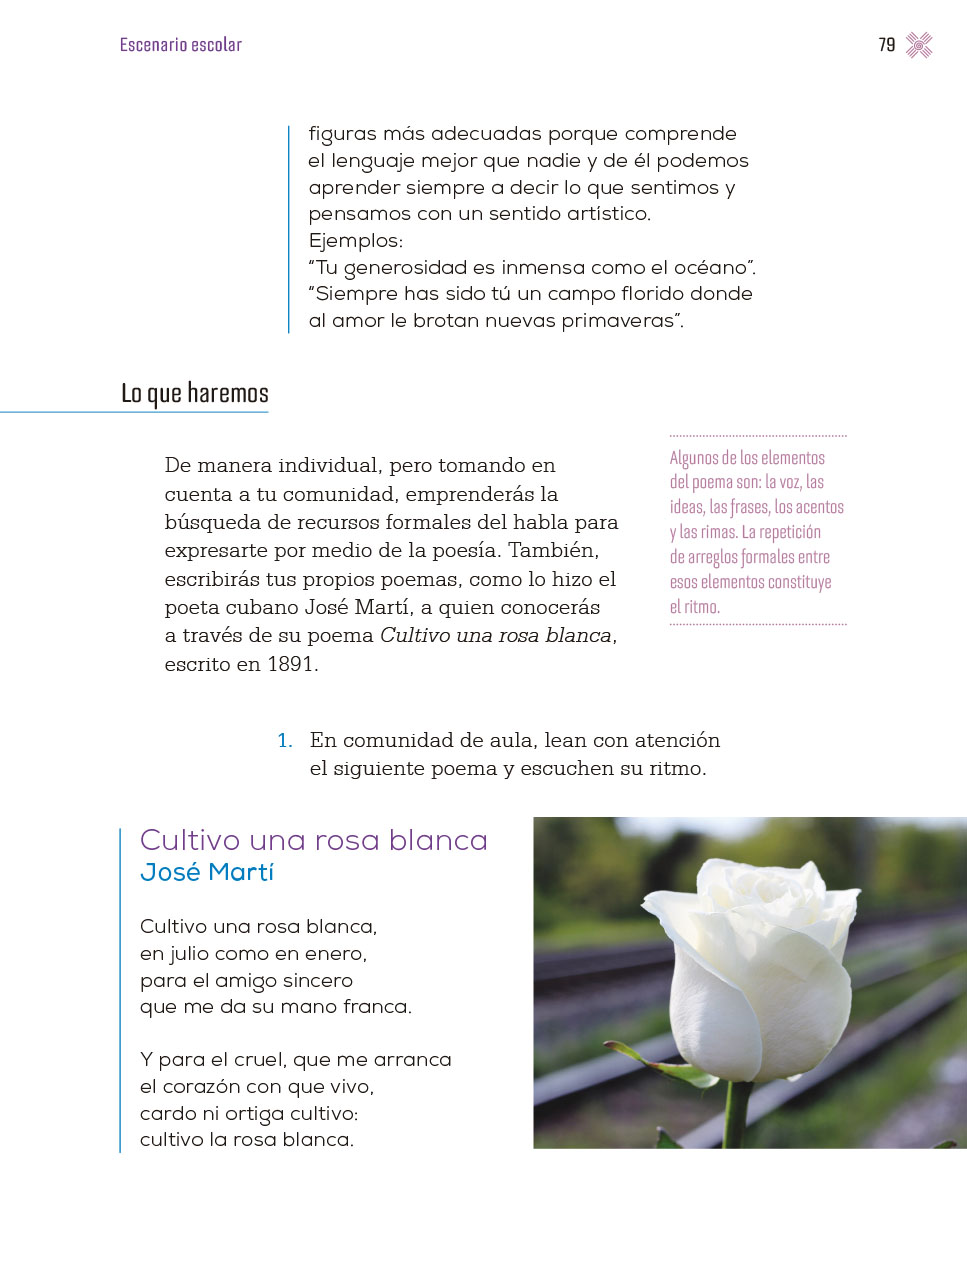 Escenario escolar
79
figuras más adecuadas porque comprende
el lenguaje mejor que nadie y de él podemos
aprender siempre a decir lo que sentimos y
pensamos con un sentido artístico.
Ejemplos:
“Tu generosidad es inmensa como el océano”.
“Siempre has sido tú un campo florido donde
al amor le brotan nuevas primaveras”.
Lo que haremos
De manera individual, pero tomando en
cuenta a tu comunidad, emprenderás la
búsqueda de recursos formales del habla para
expresarte por medio de la poesía. También,
escribirás tus propios poemas, como lo hizo el
poeta cubano José Martí, a quien conocerás
a través de su poema Cultivo una rosa blanca,
escrito en 1891.
Algunos de los elementos
del poema son: la voz, las
ideas, las frases, los acentos
y las rimas. La repetición
de arreglos formales entre
esos elementos constituye
el ritmo.
1. En comunidad de aula, lean con atención
el siguiente poema y escuchen su ritmo.
Cultivo una rosa blanca
José Martí
Cultivo una rosa blanca,
en julio como en enero,
para el amigo sincero
que me da su mano franca.
Y para el cruel, que me arranca
el corazón con que vivo,
cardo ni ortiga cultivo:
cultivo la rosa blanca.